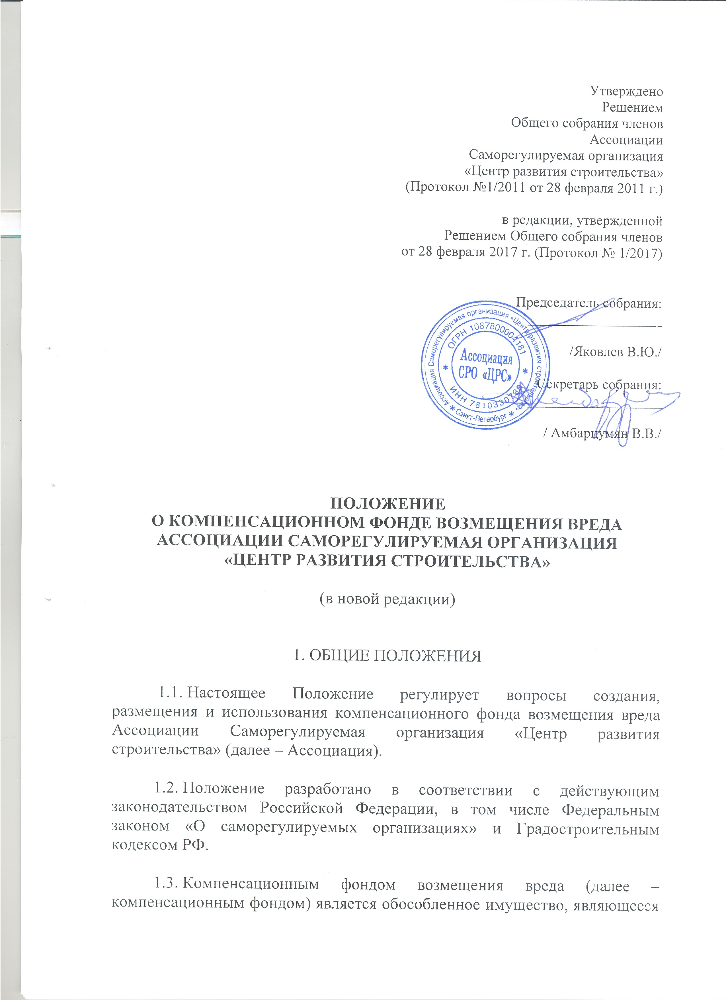 Утверждено
Решением
Общего собрания членов
Ассоциации
Саморегулируемая организация
«Центр развития строительства»
(Протокол №1/2011 от 28 февраля 2011 г.)
в редакции, утвержденной
Решением Общего собрания членов
от 28 февраля 2017 г. (Протокол № 1/2017)
Председатель собрания:
/Яковлев В.Ю./
Секретарь собрания:
/ Амбарцумян В.В./
Ассоциация Саморегулируемая организация «Центр развития строительства»
* Санкт-Петербург *
ОГРН 1087800004181
ИНН 7810330730
Ассоциация
СРО «ЦРС»
ПОЛОЖЕНИЕ
О КОМПЕНСАЦИОННОМ ФОНДЕ ВОЗМЕЩЕНИЯ ВРЕДА
АССОЦИАЦИИ САМОРЕГУЛИРУЕМАЯ ОРГАНИЗАЦИЯ
«ЦЕНТР РАЗВИТИЯ СТРОИТЕЛЬСТВА»
(в новой редакции)
1. ОБЩИЕ ПОЛОЖЕНИЯ
1.1. Настоящее Положение регулирует вопросы создания,
размещения и использования компенсационного фонда возмещения вреда
Ассоциации Саморегулируемая организация «Центр развития
строительства» (далее – Ассоциация).
1.2. Положение разработано в соответствии с действующим
законодательством Российской Федерации, в том числе Федеральным
законом «О саморегулируемых организациях» и Градостроительным
кодексом РФ.
1.3. Компенсационным фондом возмещения вреда (далее –
компенсационным фондом) является обособленное имущество, являющееся